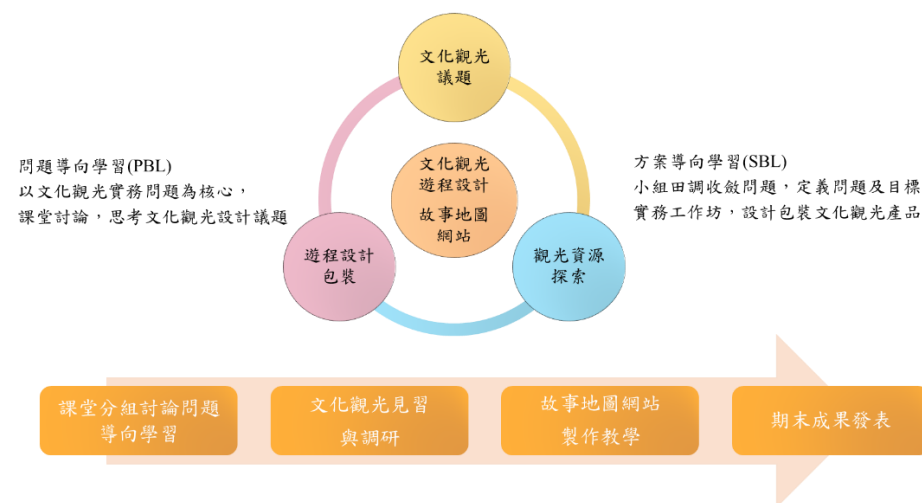 文化觀光
議題
問題導向學習(PBL)
以文化觀光實務問題為核心，
課堂討論，思考文化觀光設計議題
文化觀光
遊程設計
故事地圖
網站
方案導向學習(SBL)
小組田調收斂問題，定義問題及目標
實務工作坊，設計包裝文化觀光產品
遊程設計
包裝
觀光資源
探索
課堂分組討論問題
導向學習
文化觀光見習
與調研
故事地圖網站
製作教學
期末成果發表